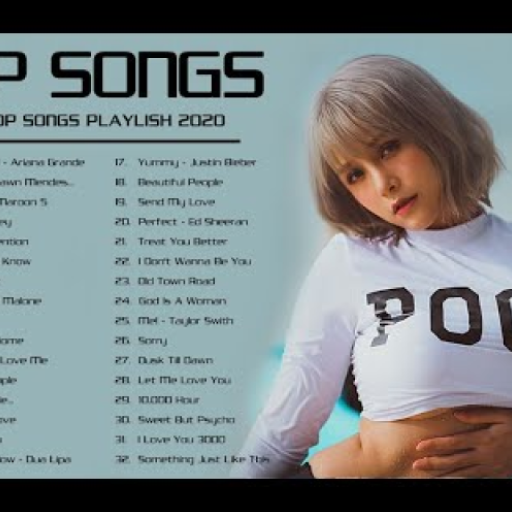 P SONGS
OP SONGS PLAYLISH 2020
- Ariana Grande
awn Mendes..
Maroon 5
ey
ention
Know
Malone
ome
Love Me
ple
e..
ove
ow - Dua Lipa
17. Yummy - Justin Bieber
18. Beautiful People
19. Send My Love
20. Perfect - Ed Sheeran
21. Treat You Better
22. I Don't Wanna Be You
23. Old Town Road
24. God Is A Woman
25. Me! - Taylor Swith
26. Sorry
27. Dusk Till Dawn
28. Let Me Love You
29. 10,000 Hour
30. Sweet But Psycho
31. I Love You 3000
32. Something Just Like This
POO